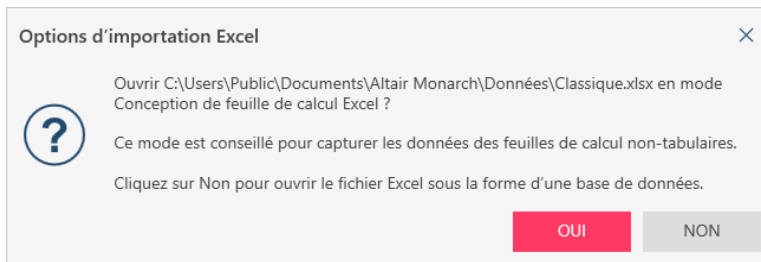 Options d’importation Excel
Ouvrir C:\Users\Public\Documents\Altair Monarch\Données\Classique.xlsx en mode
Conception de feuille de calcul Excel ?
Ce mode est conseillé pour capturer les données des feuilles de calcul non-tabulaires.
Cliquez sur Non pour ouvrir le fichier Excel sous la forme d’une base de données.
OUI
NON